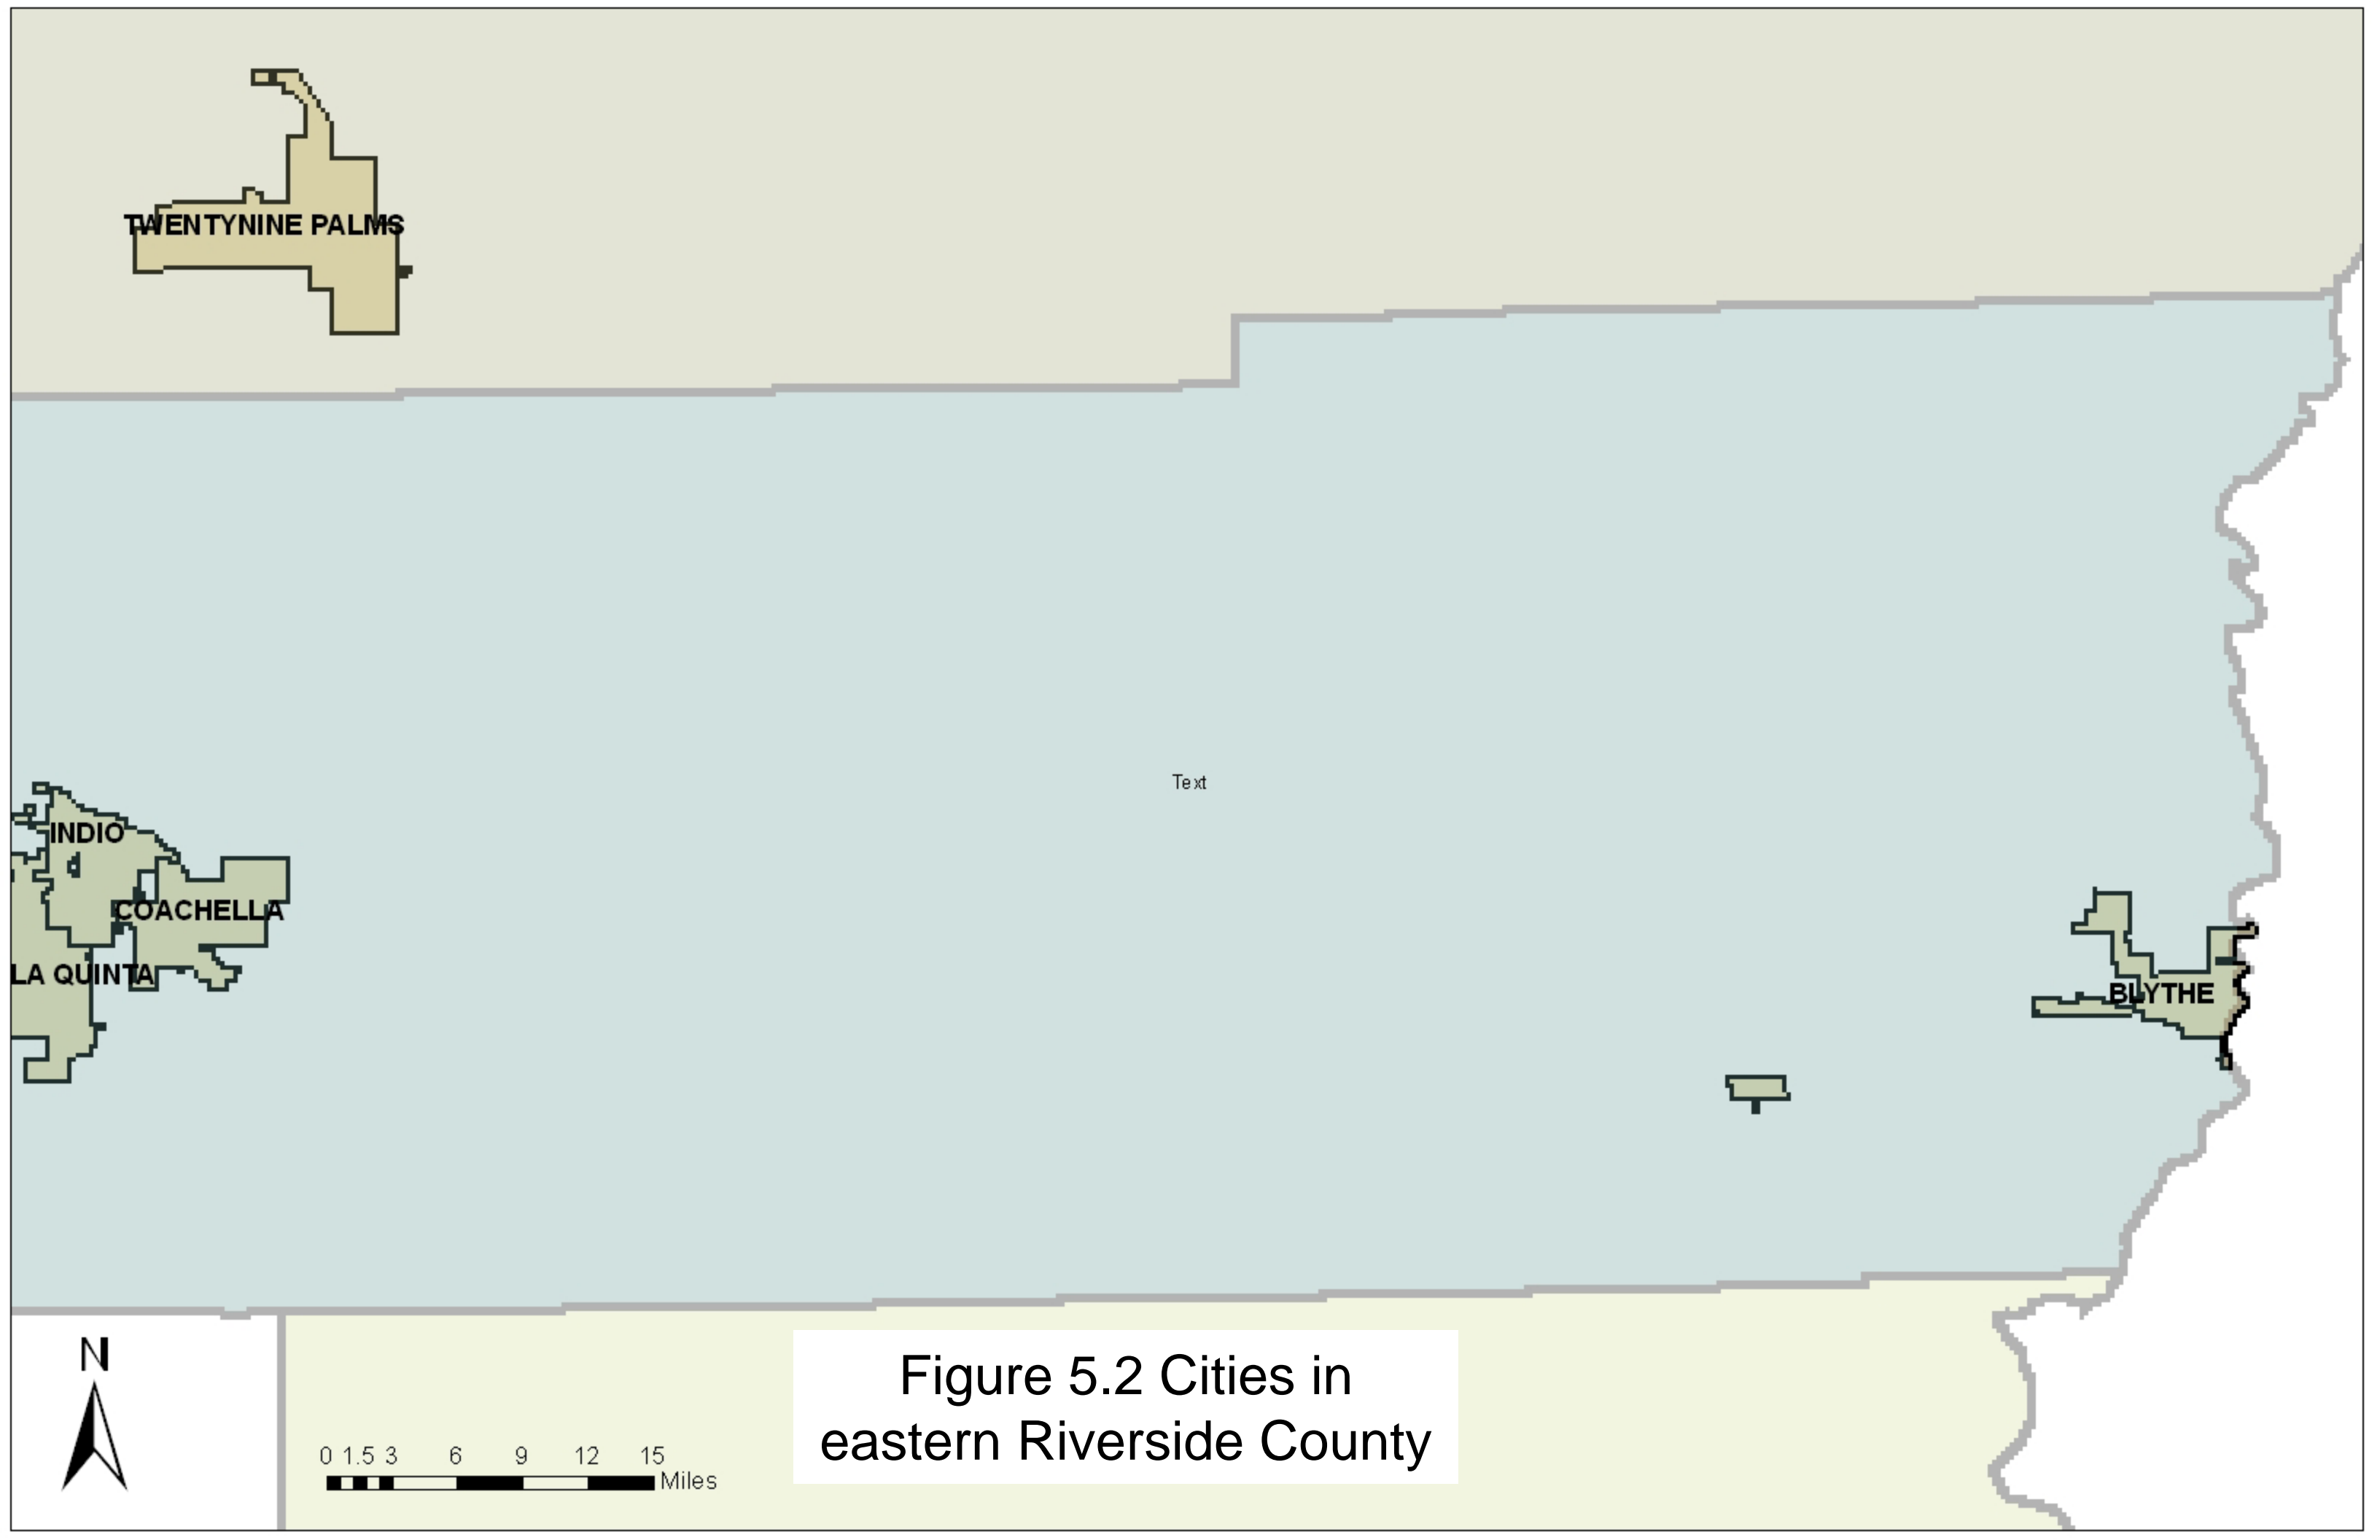 TWENTYNINE PALMS
Text
INDIO
COACHELLA
LA QUINTA
BLYTHE
N
0 1.5 3 6 9 12 15
Miles
Figure 5.2 Cities in
eastern Riverside County